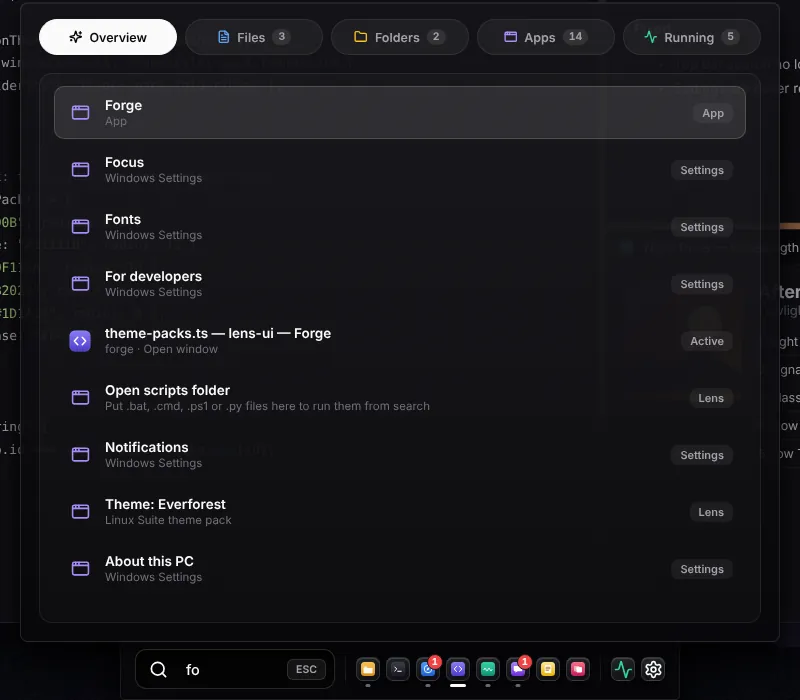 Overview
Files 3
Folders 2
Apps 14
Running 5
Forge
App
App
Focus
Windows Settings
Settings
Fonts
Windows Settings
Settings
For developers
Windows Settings
Settings
theme-packs.ts — lens-ui — Forge
forge · Open window
Active
Open scripts folder
Put .bat, .cmd, .ps1 or .py files here to run them from search
Lens
Notifications
Windows Settings
Settings
Theme: Everforest
Linux Suite theme pack
Lens
About this PC
Windows Settings
Settings
fo
ESC
1
1